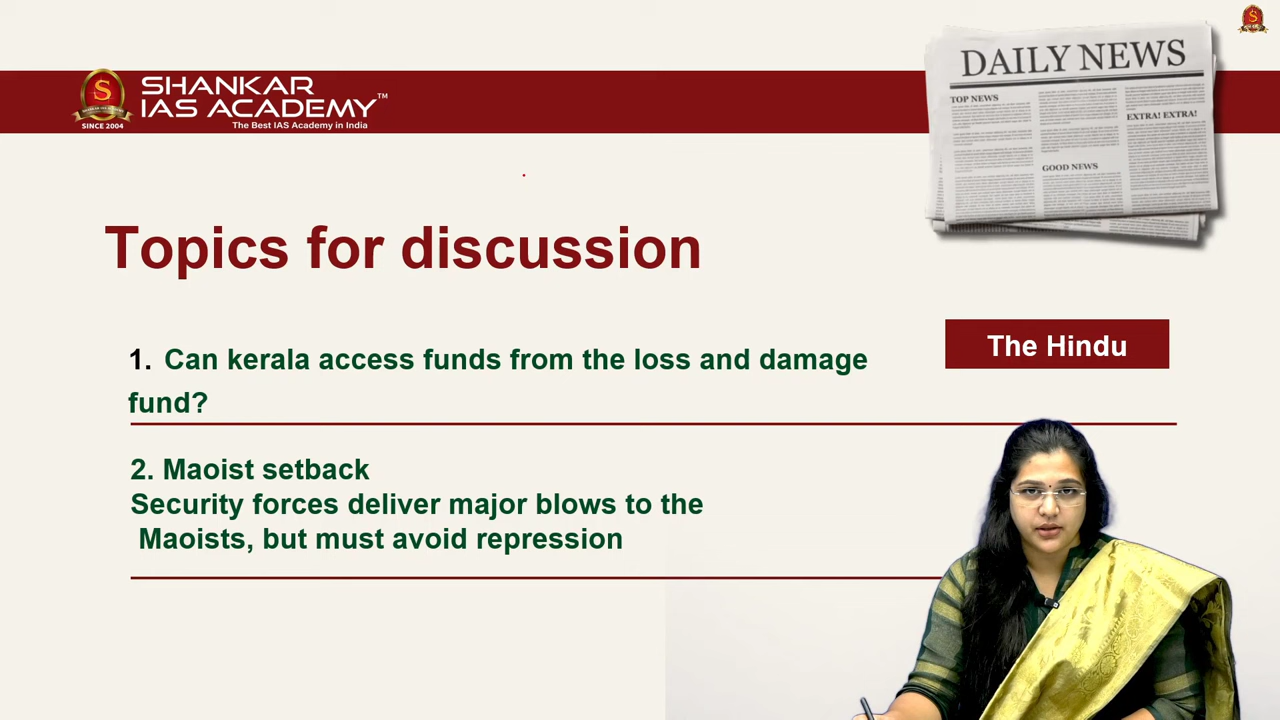 SHANKAR
IAS ACADEMY™
The Best IAS Academy in India
SINCE 2004
DAILY NEWS
TOP NEWS
EXTRA! EXTRA!
GOOD NEWS
Topics for discussion
The Hindu
1. Can kerala access funds from the loss and damage
fund?
2. Maoist setback
Security forces deliver major blows to the
Maoists, but must avoid repression